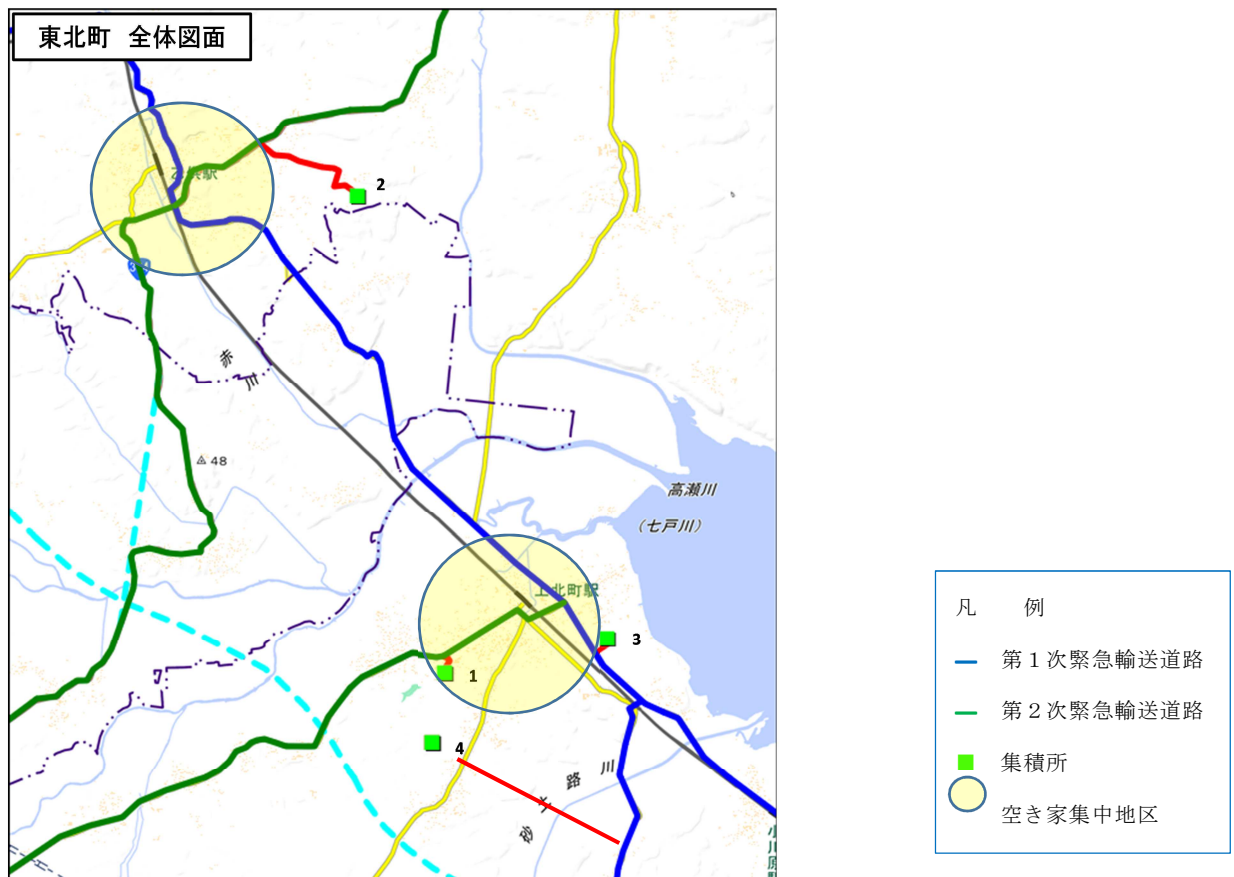 東北町 全体図面
2
赤川
48
高瀬川
(七戸川)
上北町駅
3
1
4
砂土路川
凡 例
第1次緊急輸送道路
第2次緊急輸送道路
集積所
空き家集中地区